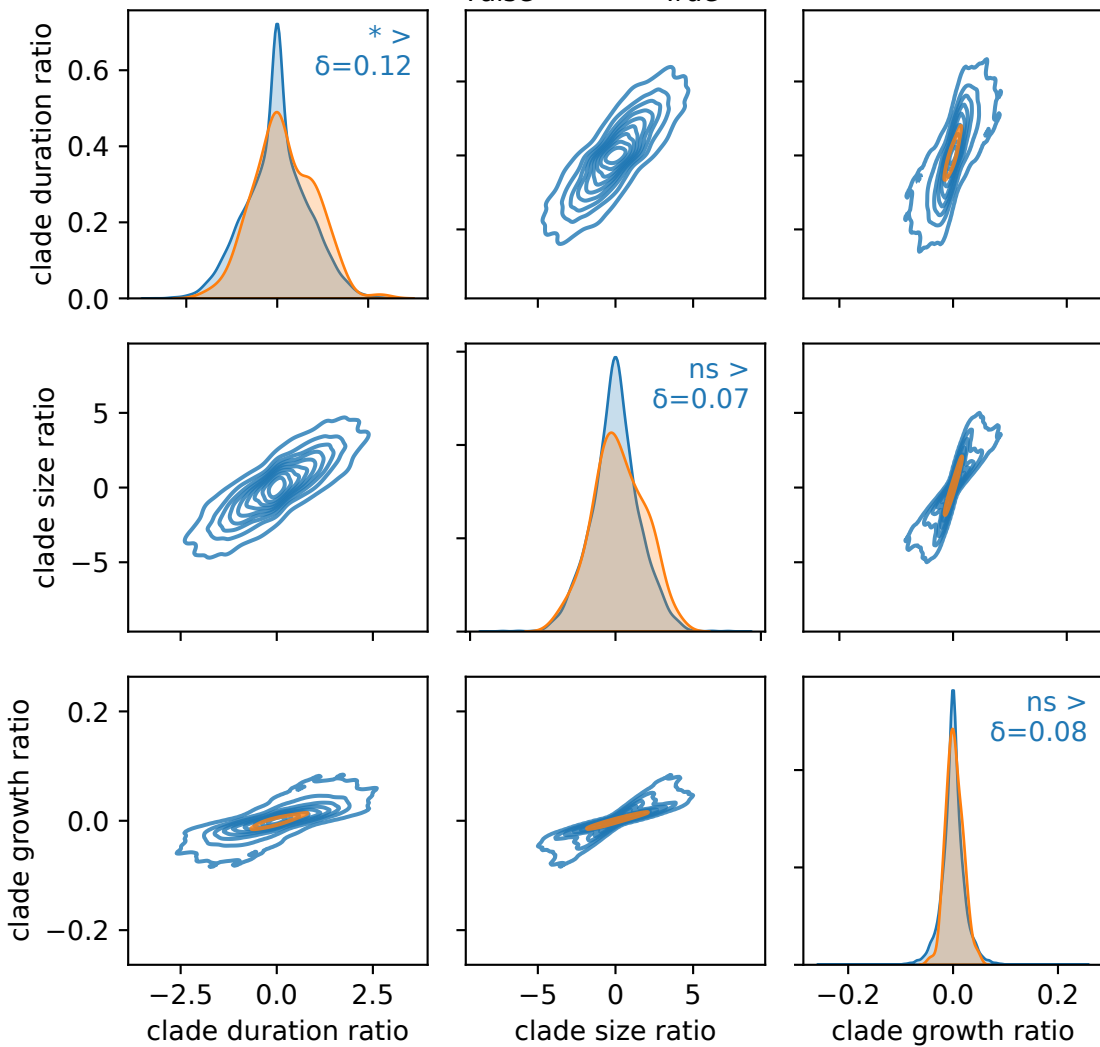 clade duration ratio
0.6
0.4
0.2
0.0
* >
δ=0.12
clade size ratio
5
0
−5
ns >
δ=0.07
clade growth ratio
0.2
0.0
−0.2
ns >
δ=0.08
−2.5 0.0 2.5
−5 0 5
−0.2 0.0 0.2
clade duration ratio
clade size ratio
clade growth ratio